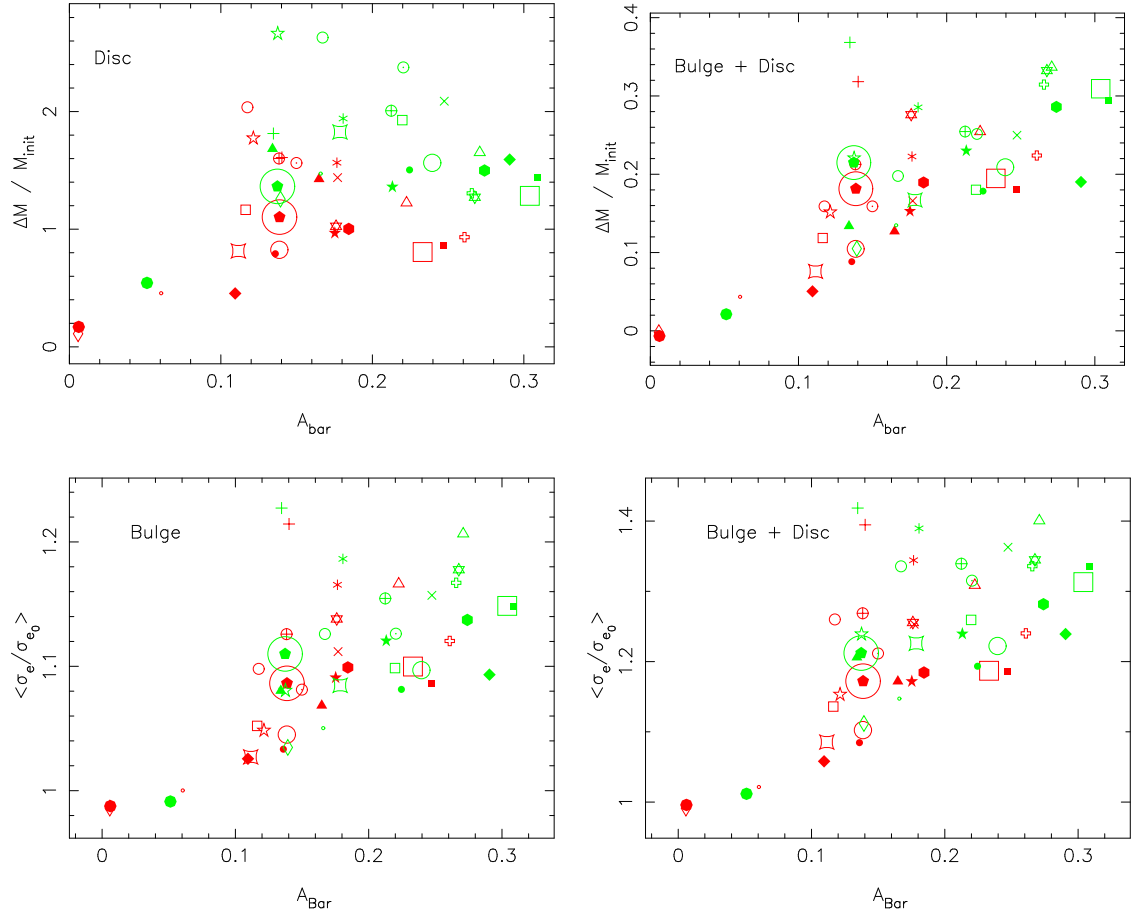 Disc
ΔM / M_init
2
1
0
0
0.1
0.2
0.3
A_bar
Bulge + Disc
ΔM / M_init
0.4
0.3
0.2
0.1
0
0
0.1
0.2
0.3
A_bar
Bulge
<σ_e/σ_e_0>
1.2
1.1
1
0
0.1
0.2
0.3
A_Bar
Bulge + Disc
<σ_e/σ_e_0>
1.4
1.2
1
0
0.1
0.2
0.3
A_Bar